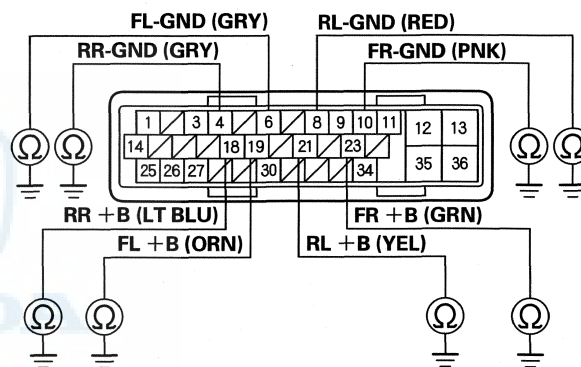 FL-GND (GRY) RL-GND (RED)
RR-GND (GRY) FR-GND (PNK)
1 3 4 6 8 9 10 11 12 13
14 18 19 21 23
25 26 27 30 34 35 36
RR +B (LT BLU) FR +B (GRN)
FL +B (ORN) RL +B (YEL)
Ω Ω Ω Ω
Ω Ω Ω Ω